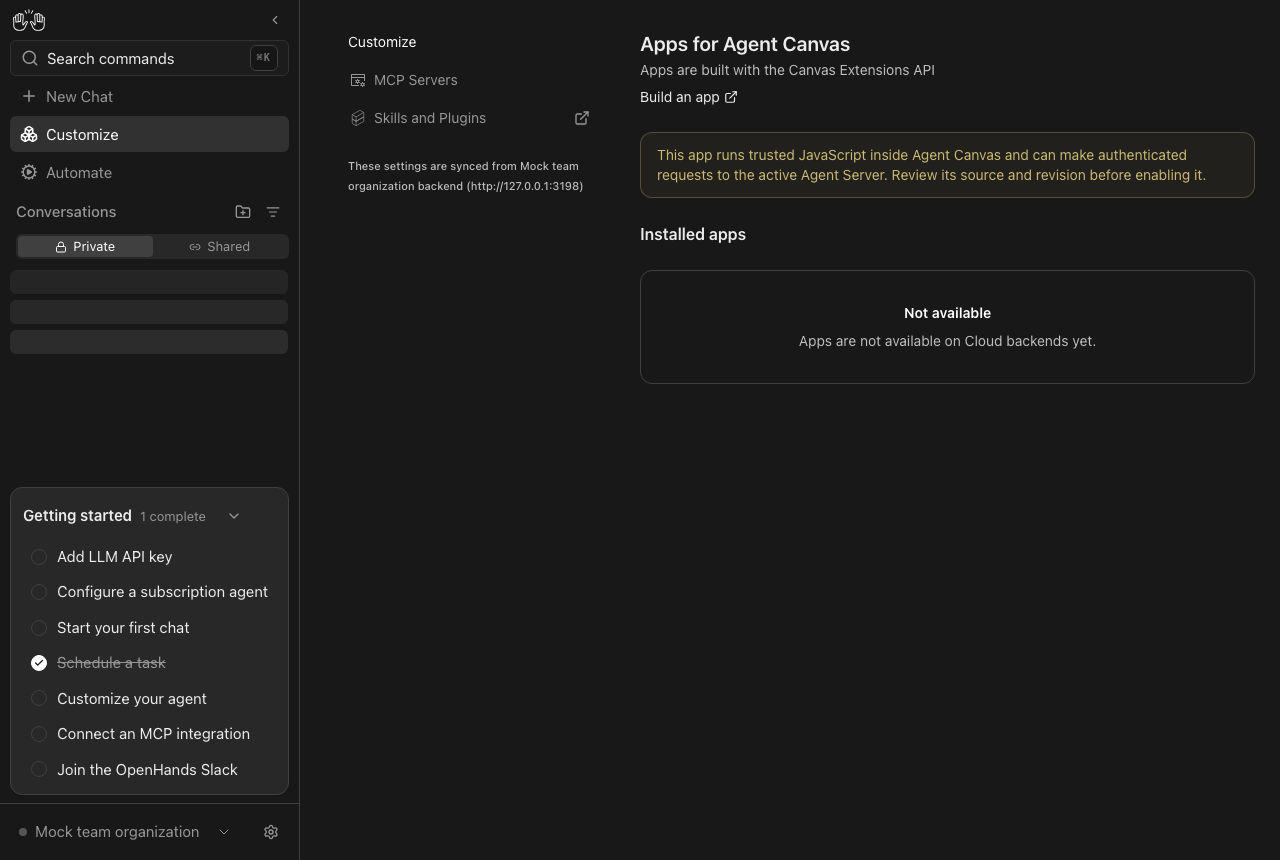 Search commands
⌘K
New Chat
Customize
Automate
Conversations
Private
Shared
Getting started 1 complete
Add LLM API key
Configure a subscription agent
Start your first chat
Schedule a task
Customize your agent
Connect an MCP integration
Join the OpenHands Slack
Mock team organization
Customize
MCP Servers
Skills and Plugins
These settings are synced from Mock team
organization backend (http://127.0.0.1:3198)
Apps for Agent Canvas
Apps are built with the Canvas Extensions API
Build an app
This app runs trusted JavaScript inside Agent Canvas and can make authenticated
requests to the active Agent Server. Review its source and revision before enabling it.
Installed apps
Not available
Apps are not available on Cloud backends yet.